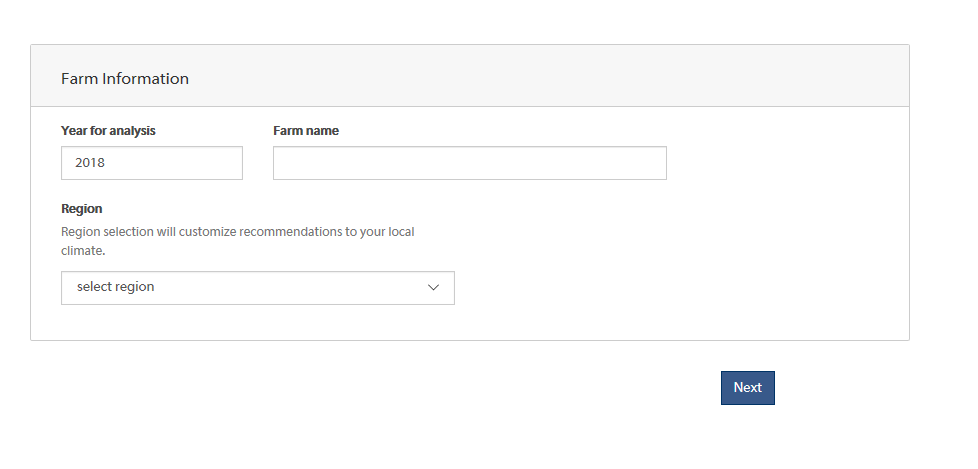 Farm Information
Year for analysis
Farm name
2018
Region
Region selection will customize recommendations to your local
climate.
select region
Next